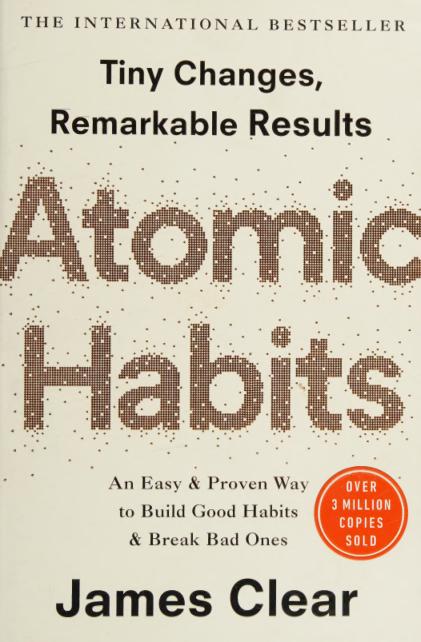 THE INTERNATIONAL BESTSELLER
Tiny Changes,
Remarkable Results
Atomic
Habits
An Easy & Proven Way
to Build Good Habits
& Break Bad Ones
OVER
3 MILLION
COPIES
SOLD
James Clear